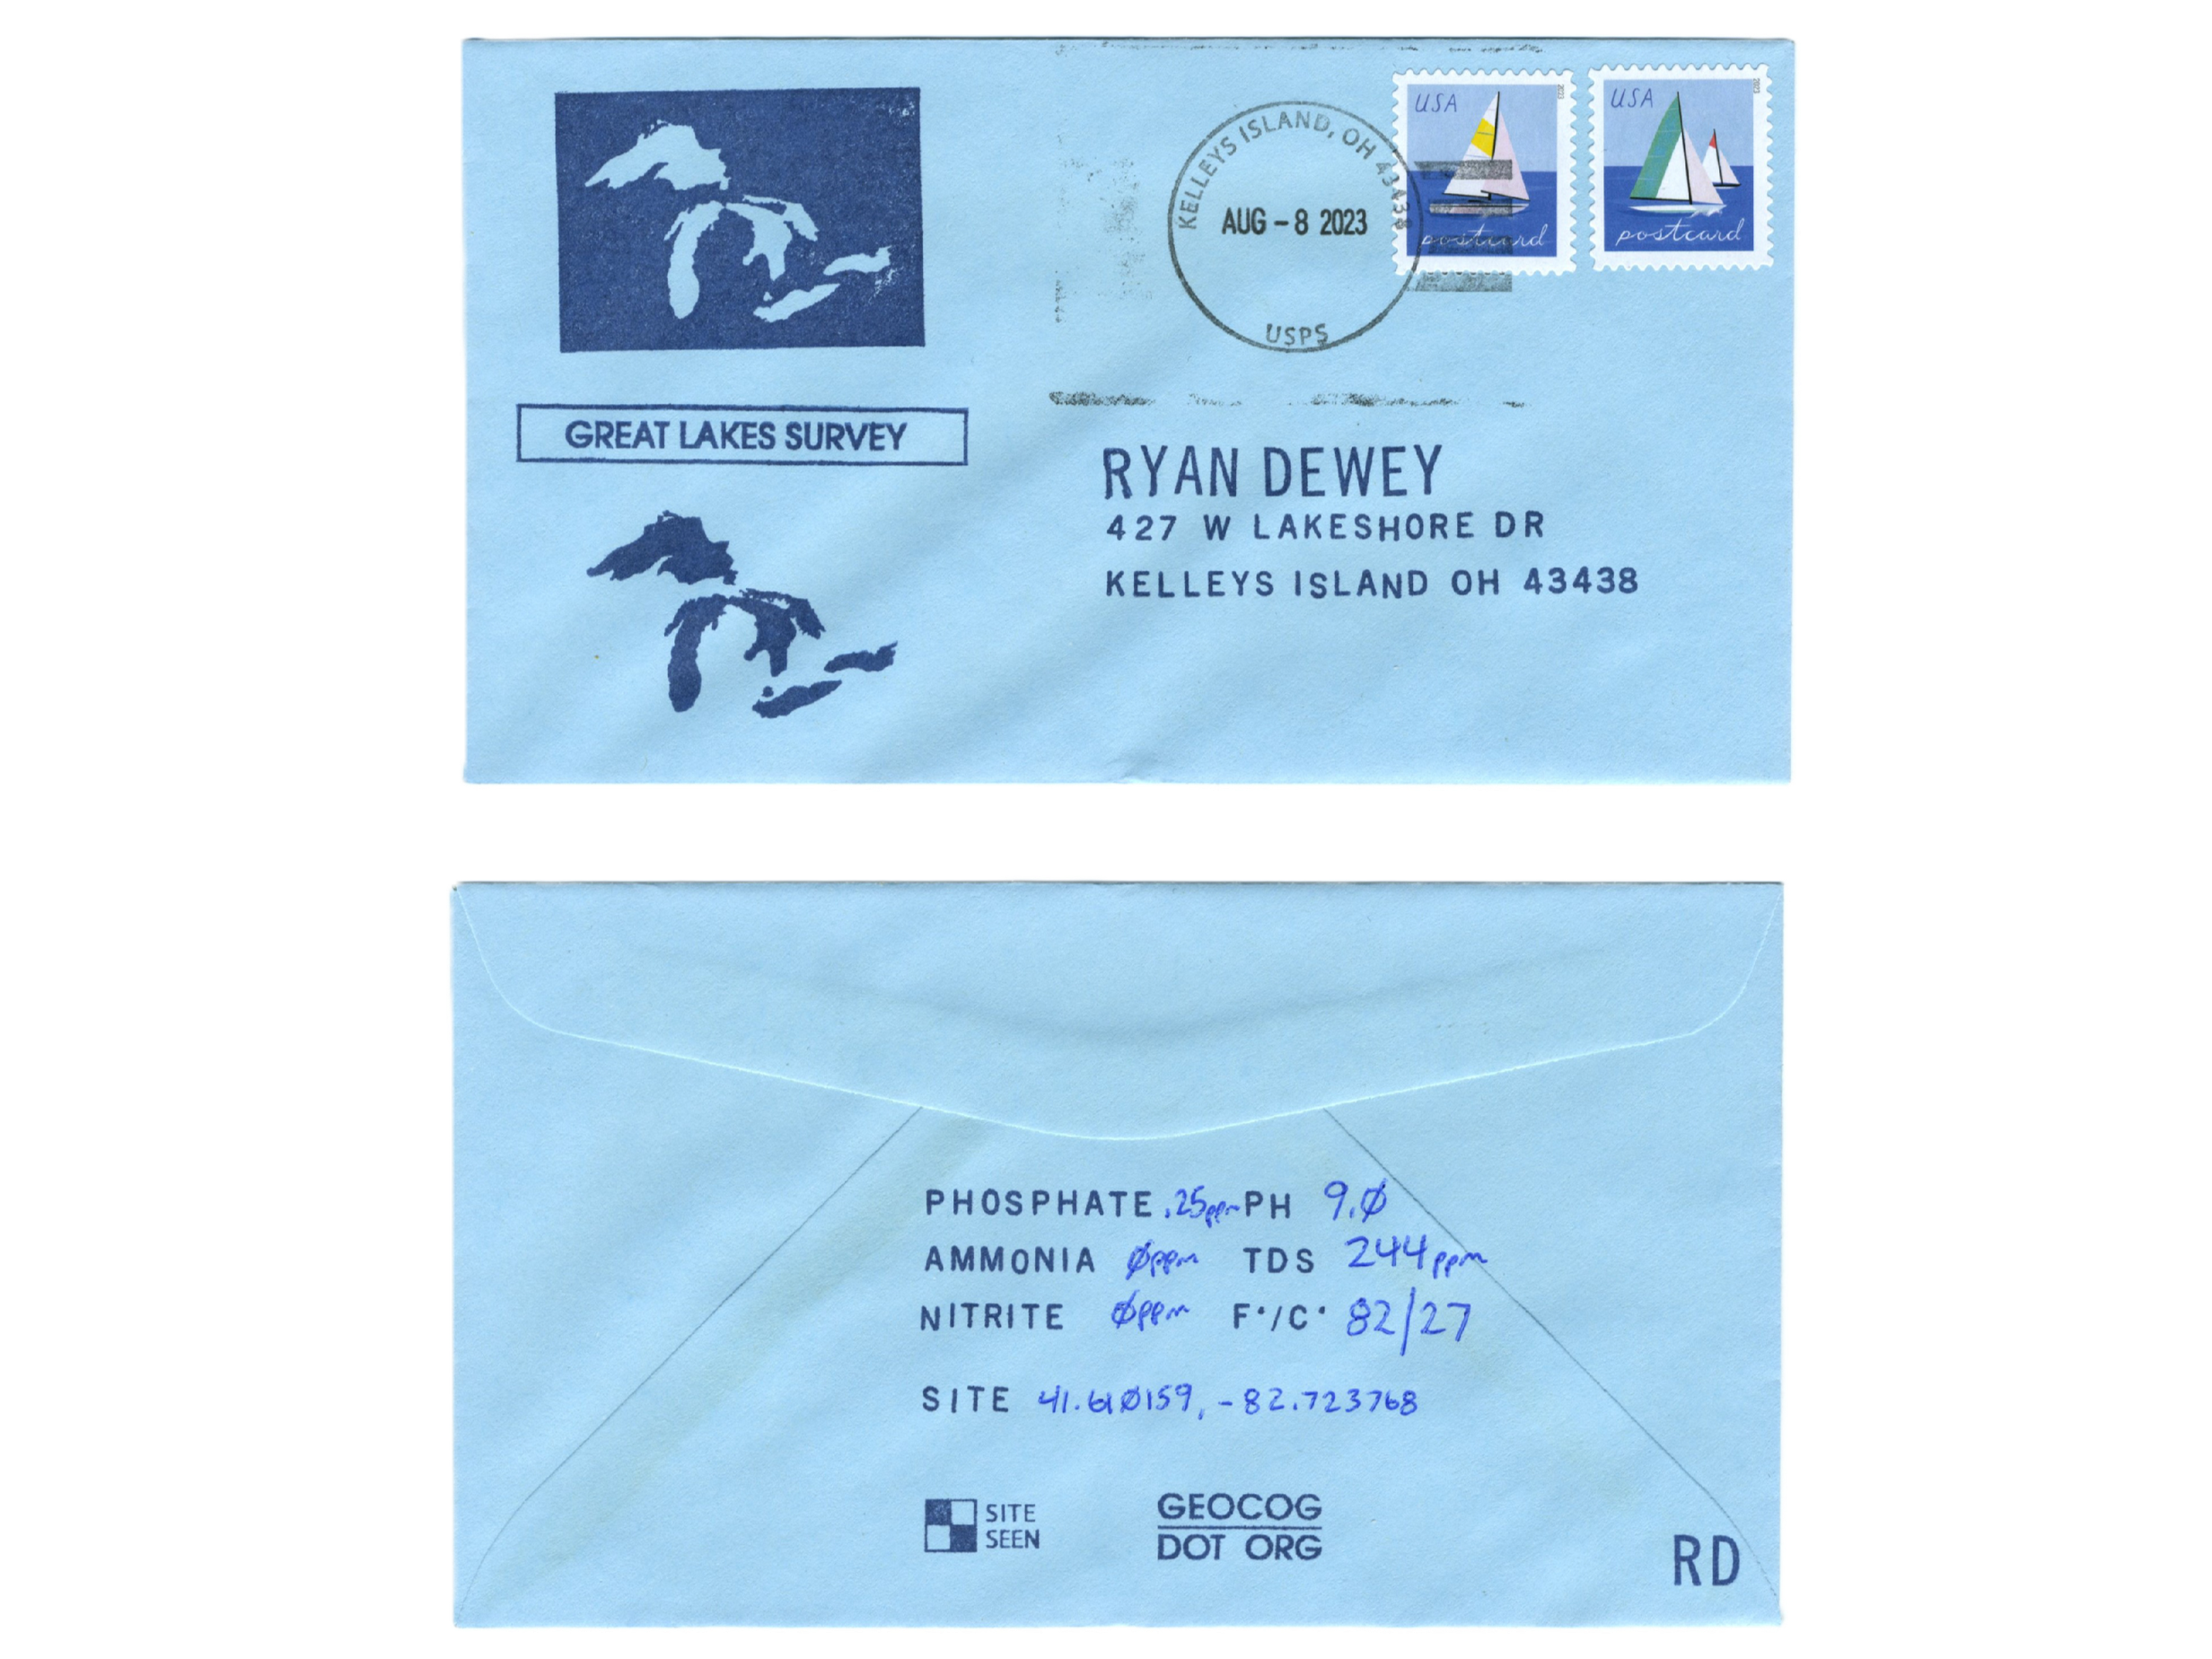 USA
2023
USA
2023
KELLEYS ISLAND, OH 43438
AUG - 8 2023
USPS
postcard
postcard
GREAT LAKES SURVEY
RYAN DEWEY
427 W LAKESHORE DR
KELLEYS ISLAND OH 43438
PHOSPHATE .25ppm PH 9.0
AMMONIA 0ppm TDS 244ppm
NITRITE 0ppm F°/C° 82/27
SITE 41.610159, -82.723768
SITE
SEEN
GEOCOG
DOT ORG
RD